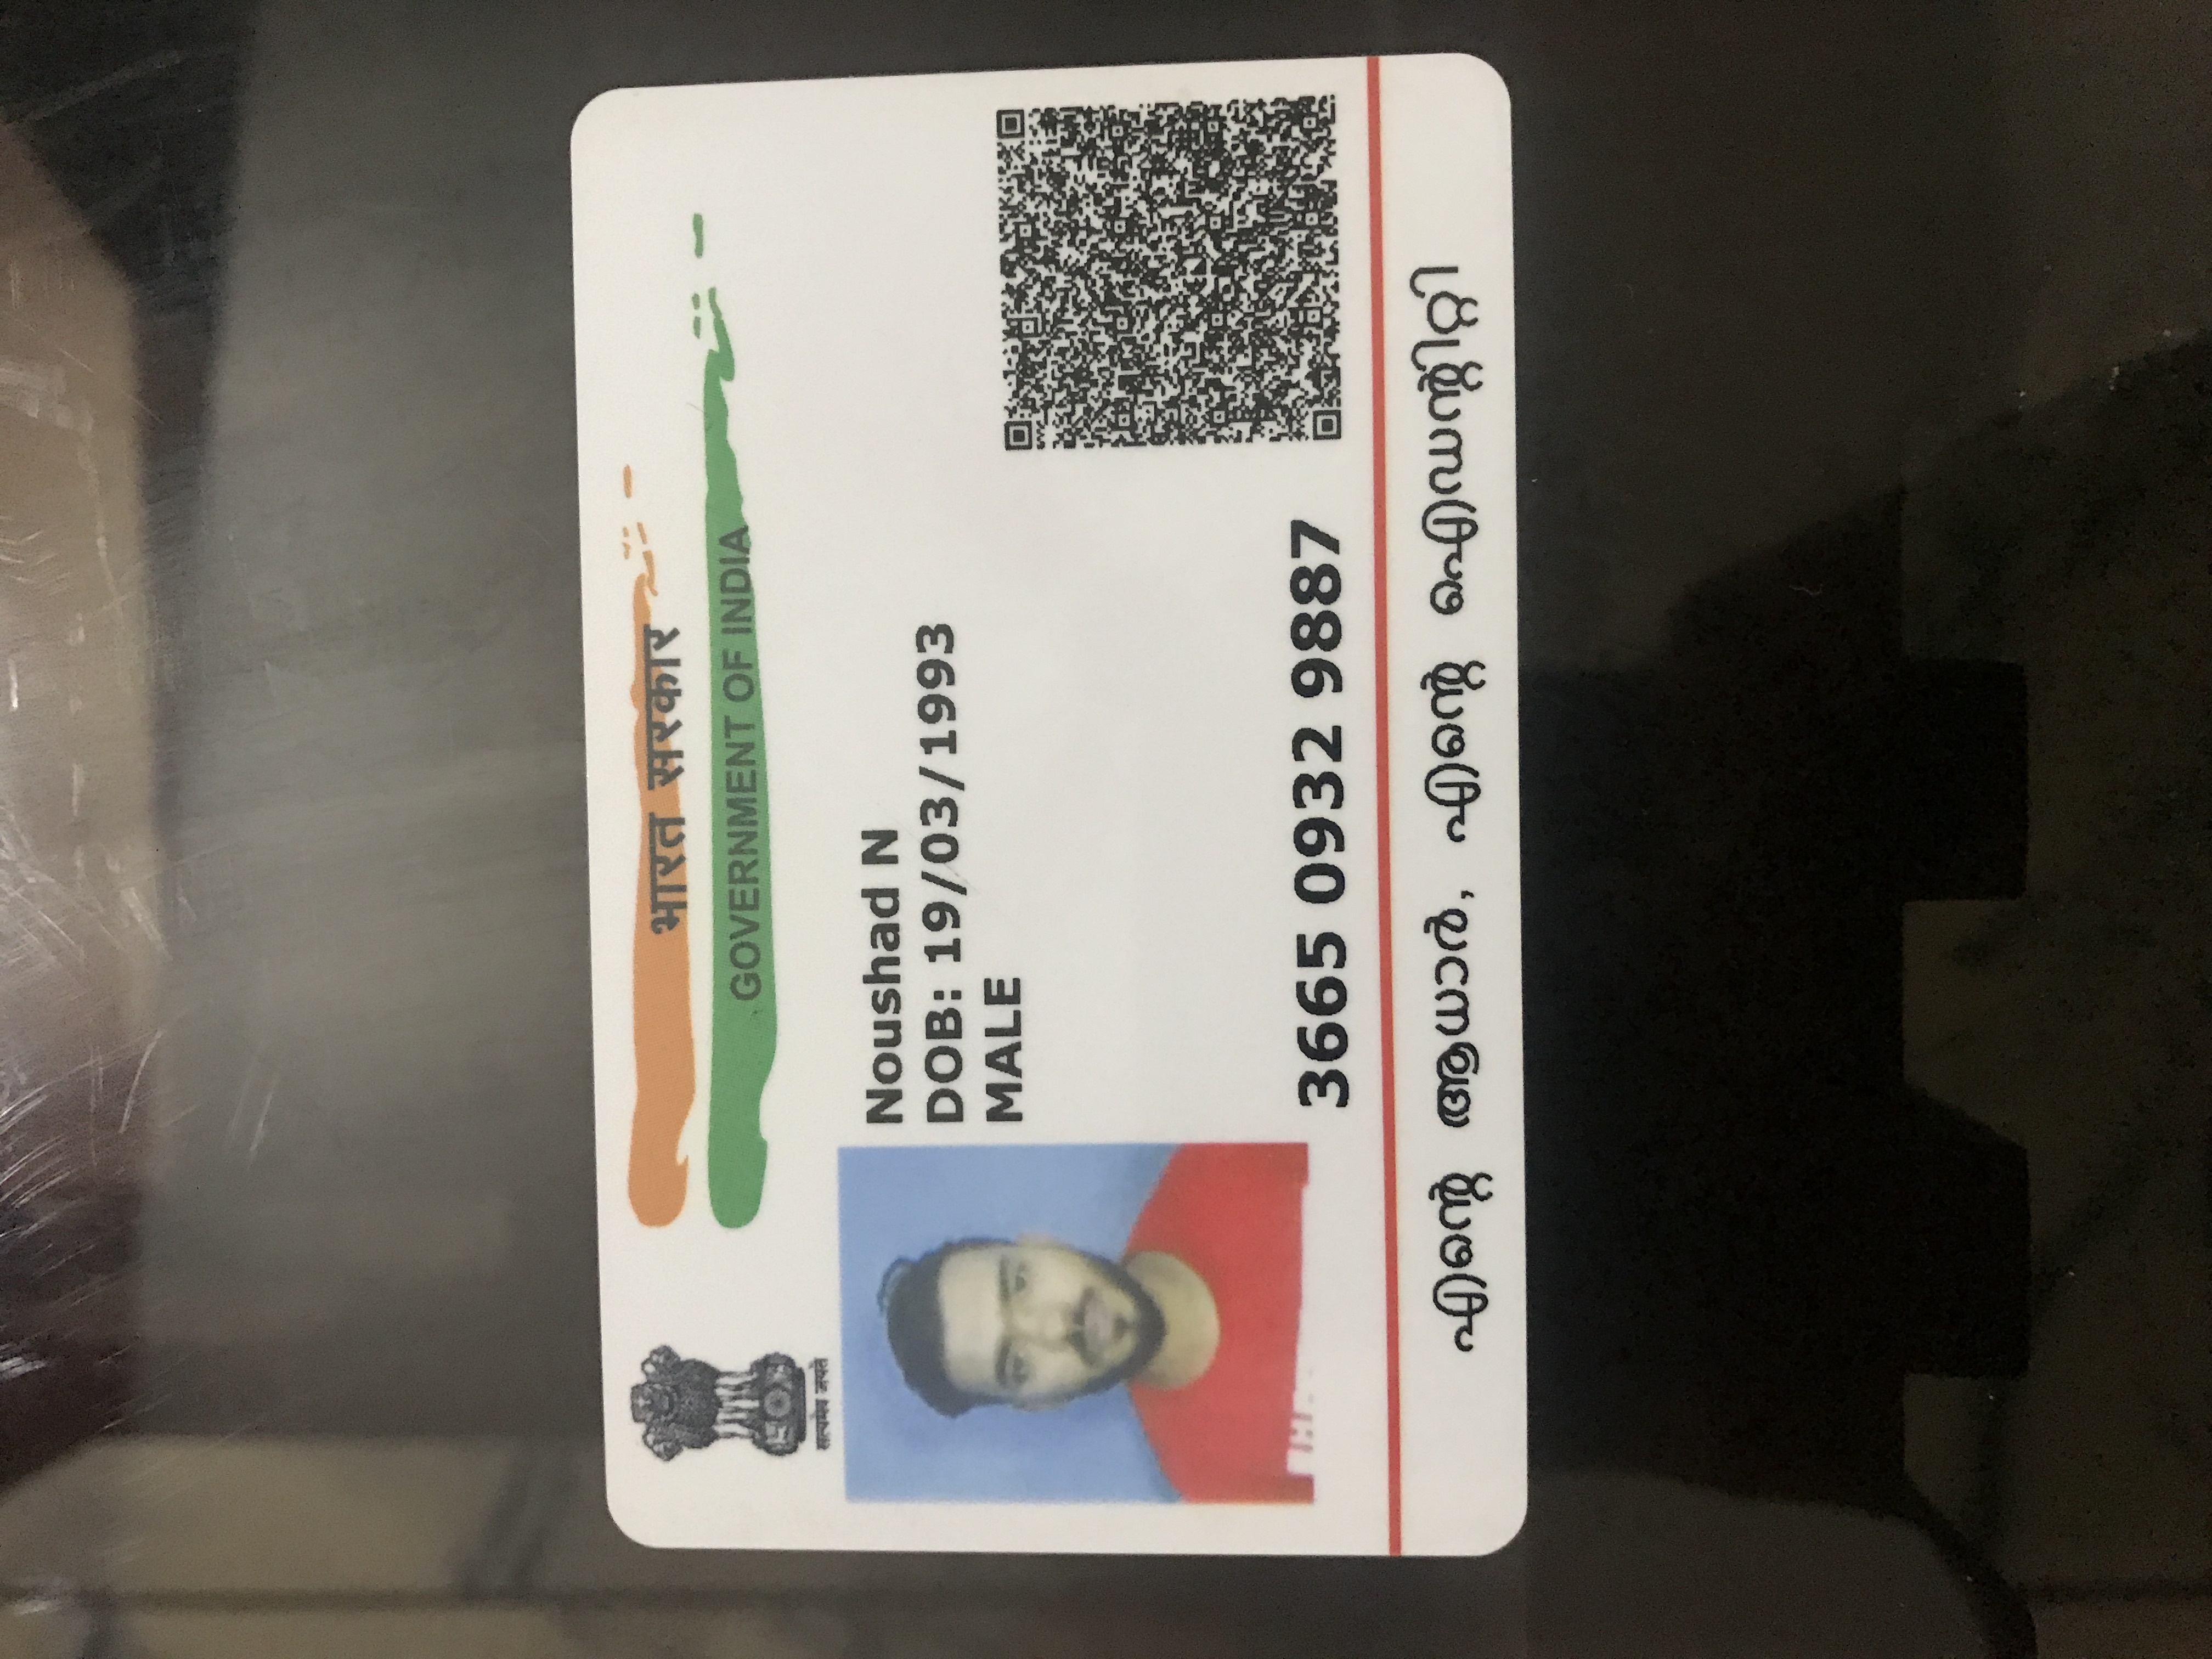 भारत सरकार
GOVERNMENT OF INDIA
सत्यमेव जयते
Noushad N
DOB: 19/03/1993
MALE
3665 0932 9887
എന്റെ ആധാർ, എന്റെ ഐഡന്റിറ്റി